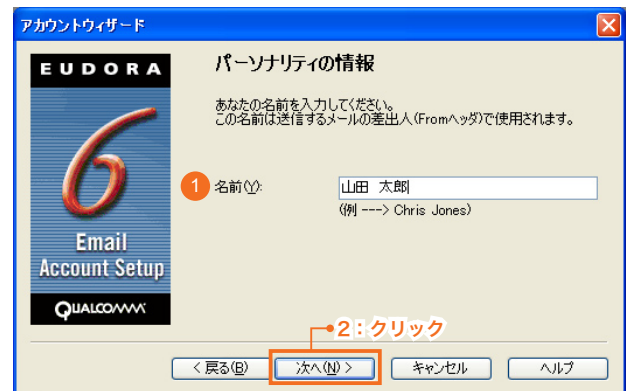 アカウントウィザード
EUDORA
パーソナリティの情報
あなたの名前を入力してください。
この名前は送信するメールの差出人(Fromヘッダ)で使用されます。
6
1 名前(Y): 山田 太郎
(例 ---> Chris Jones)
Email
Account Setup
QUALCOMM
2:クリック
< 戻る(B) 次へ(N) > キャンセル ヘルプ